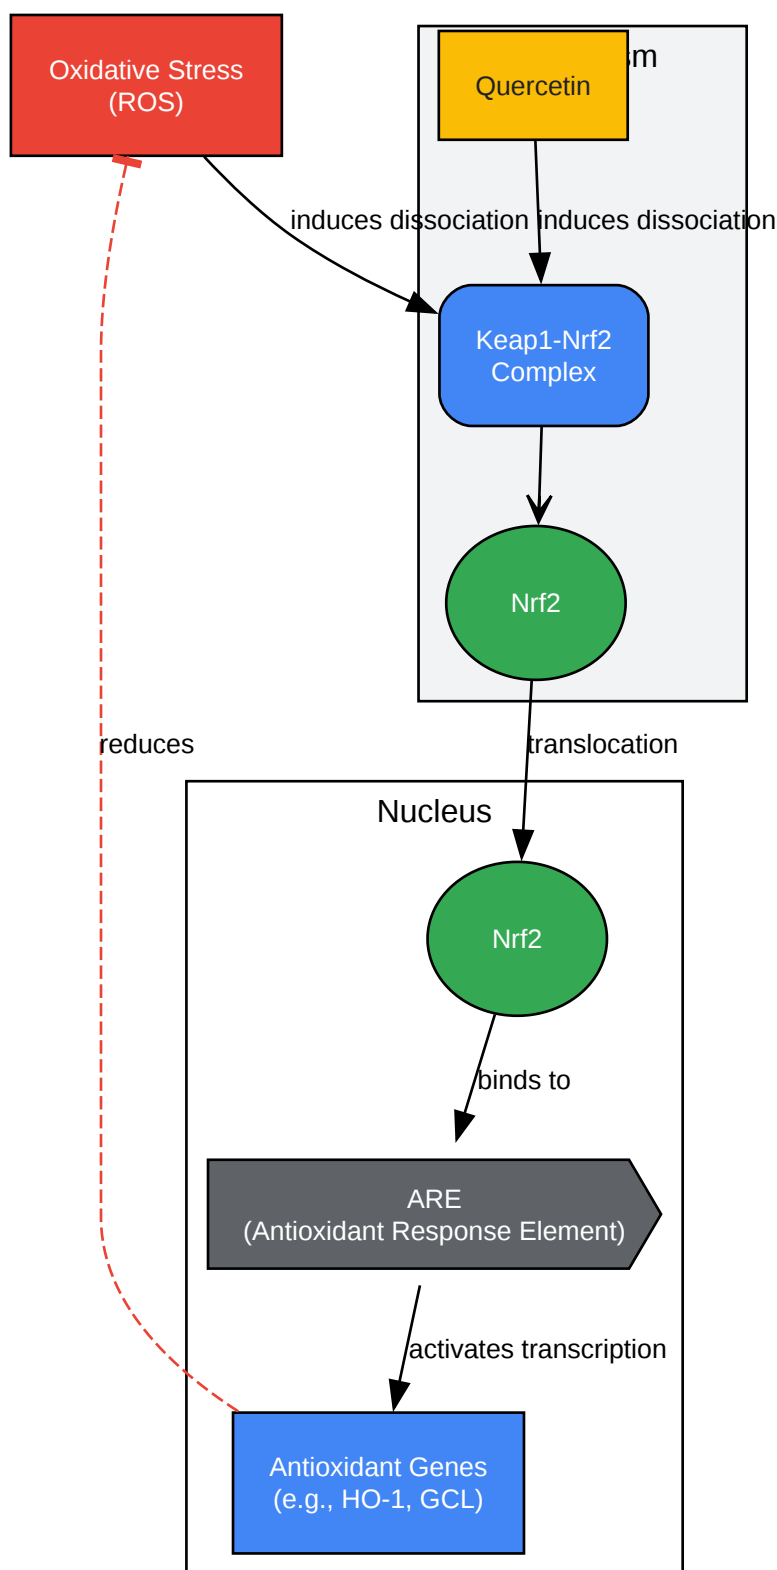 Oxidative Stress
(ROS)
Quercetin
induces dissociation
induces dissociation
Keap1-Nrf2
Complex
Nrf2
reduces
translocation
Nucleus
Nrf2
binds to
ARE
(Antioxidant Response Element)
activates transcription
Antioxidant Genes
(e.g., HO-1, GCL)